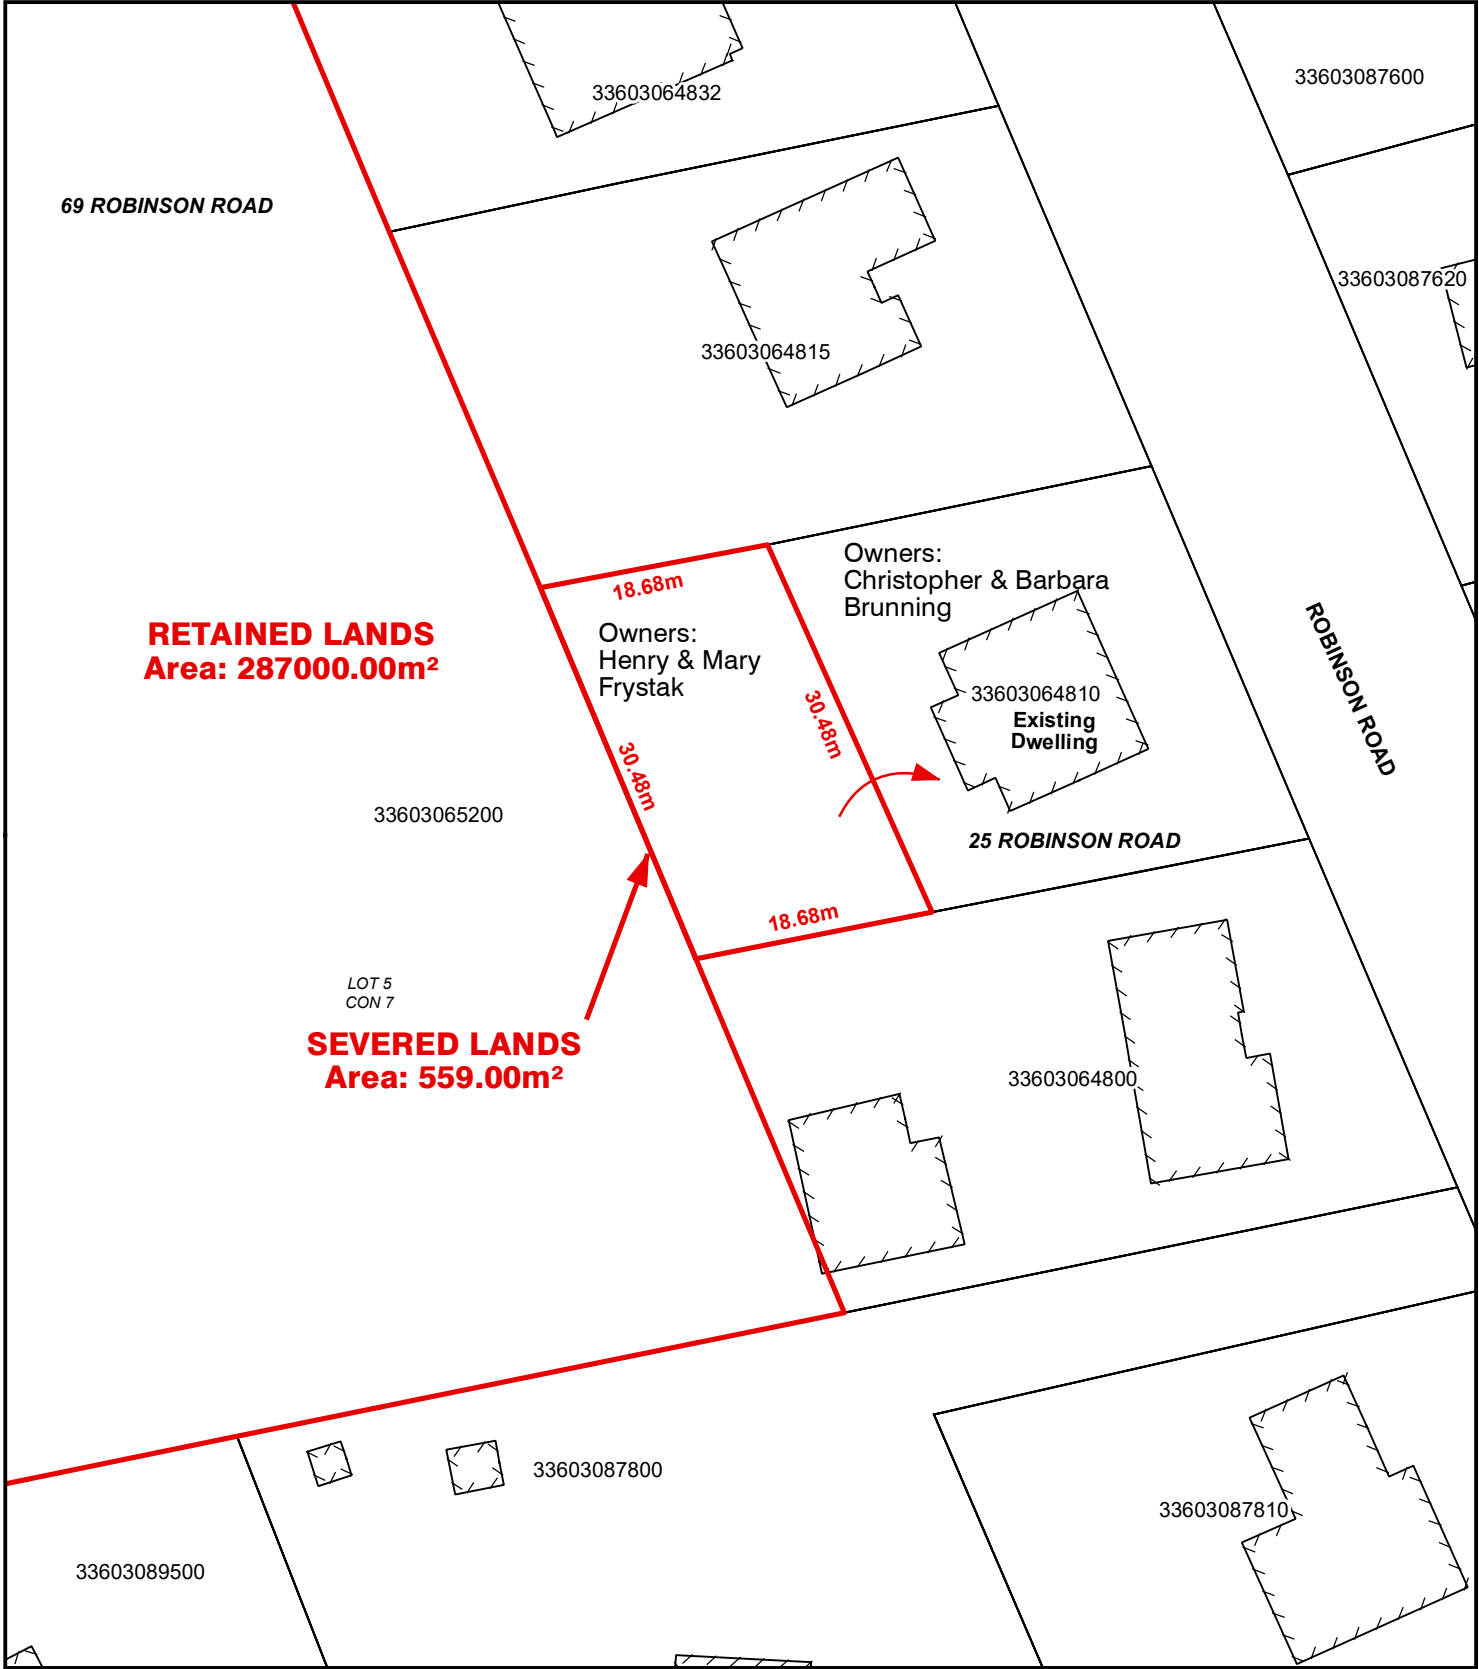 33603064832
33603087600
69 ROBINSON ROAD
33603087620
33603064815
Owners:
Christopher & Barbara
Brunning
18.68m
Owners:
Henry & Mary
Frystak
RETAINED LANDS
Area: 287000.00m²
30.48m
30.48m
33603064810
Existing
Dwelling
ROBINSON ROAD
33603065200
25 ROBINSON ROAD
18.68m
LOT 5
CON 7
SEVERED LANDS
Area: 559.00m²
33603064800
33603087800
33603087810
33603089500